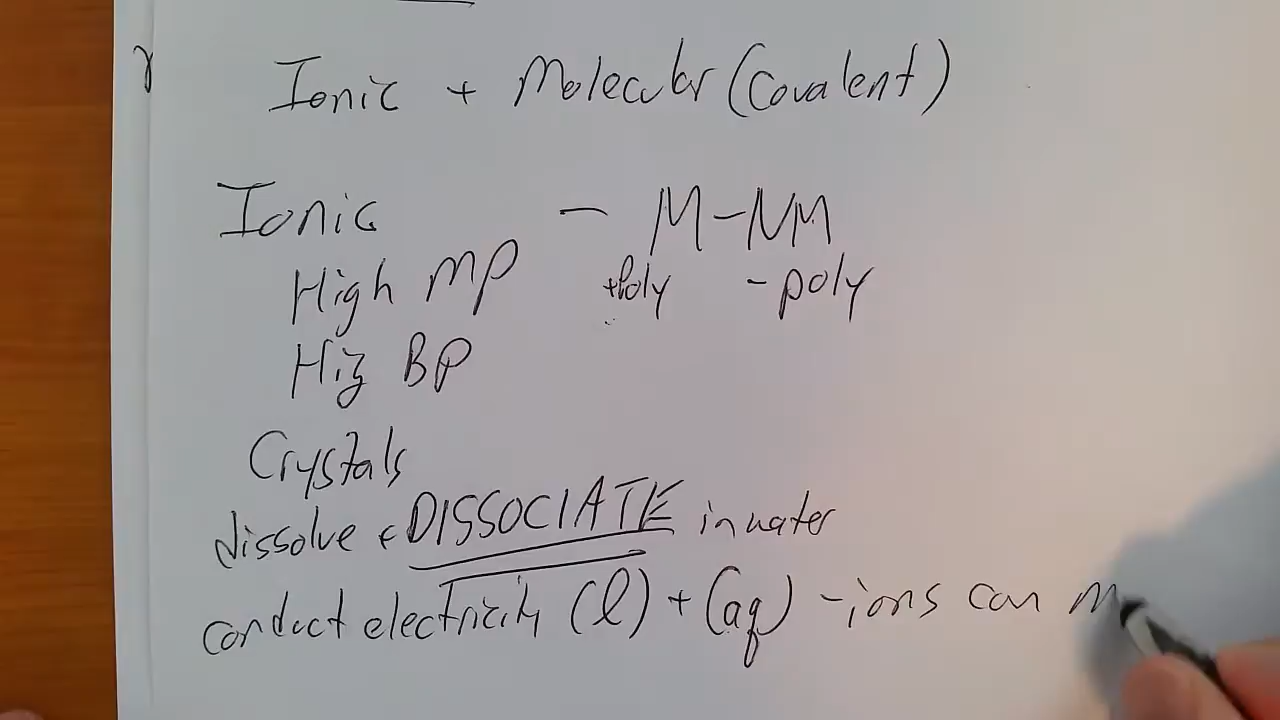 Ionic + Molecular (Covalent)
Ionic - M-NM
High MP +Poly - poly
Hig BP
Crystals
dissolve + DISSOCIATE in water
conduct electricity (l) + (aq) - ions can m